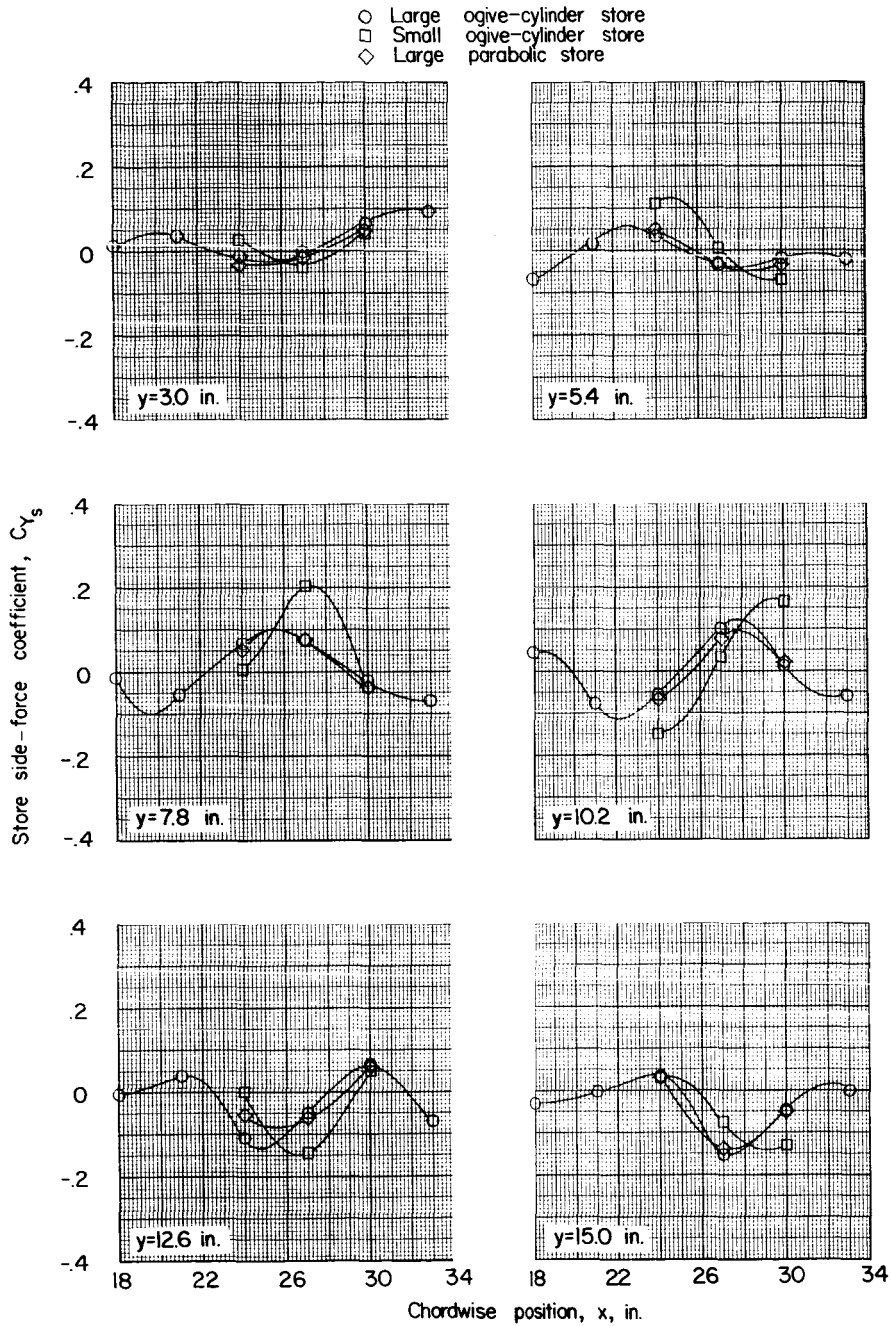 Large ogive-cylinder store
Small ogive-cylinder store
Large parabolic store
.4
.2
0
-.2
-.4
y=3.0 in.
y=5.4 in.
Store side-force coefficient, CYs
.4
.2
0
-.2
-.4
y=7.8 in.
y=10.2 in.
.4
.2
0
-.2
-.4
y=12.6 in.
y=15.0 in.
18 22 26 30 34 18 22 26 30 34
Chordwise position, x, in.